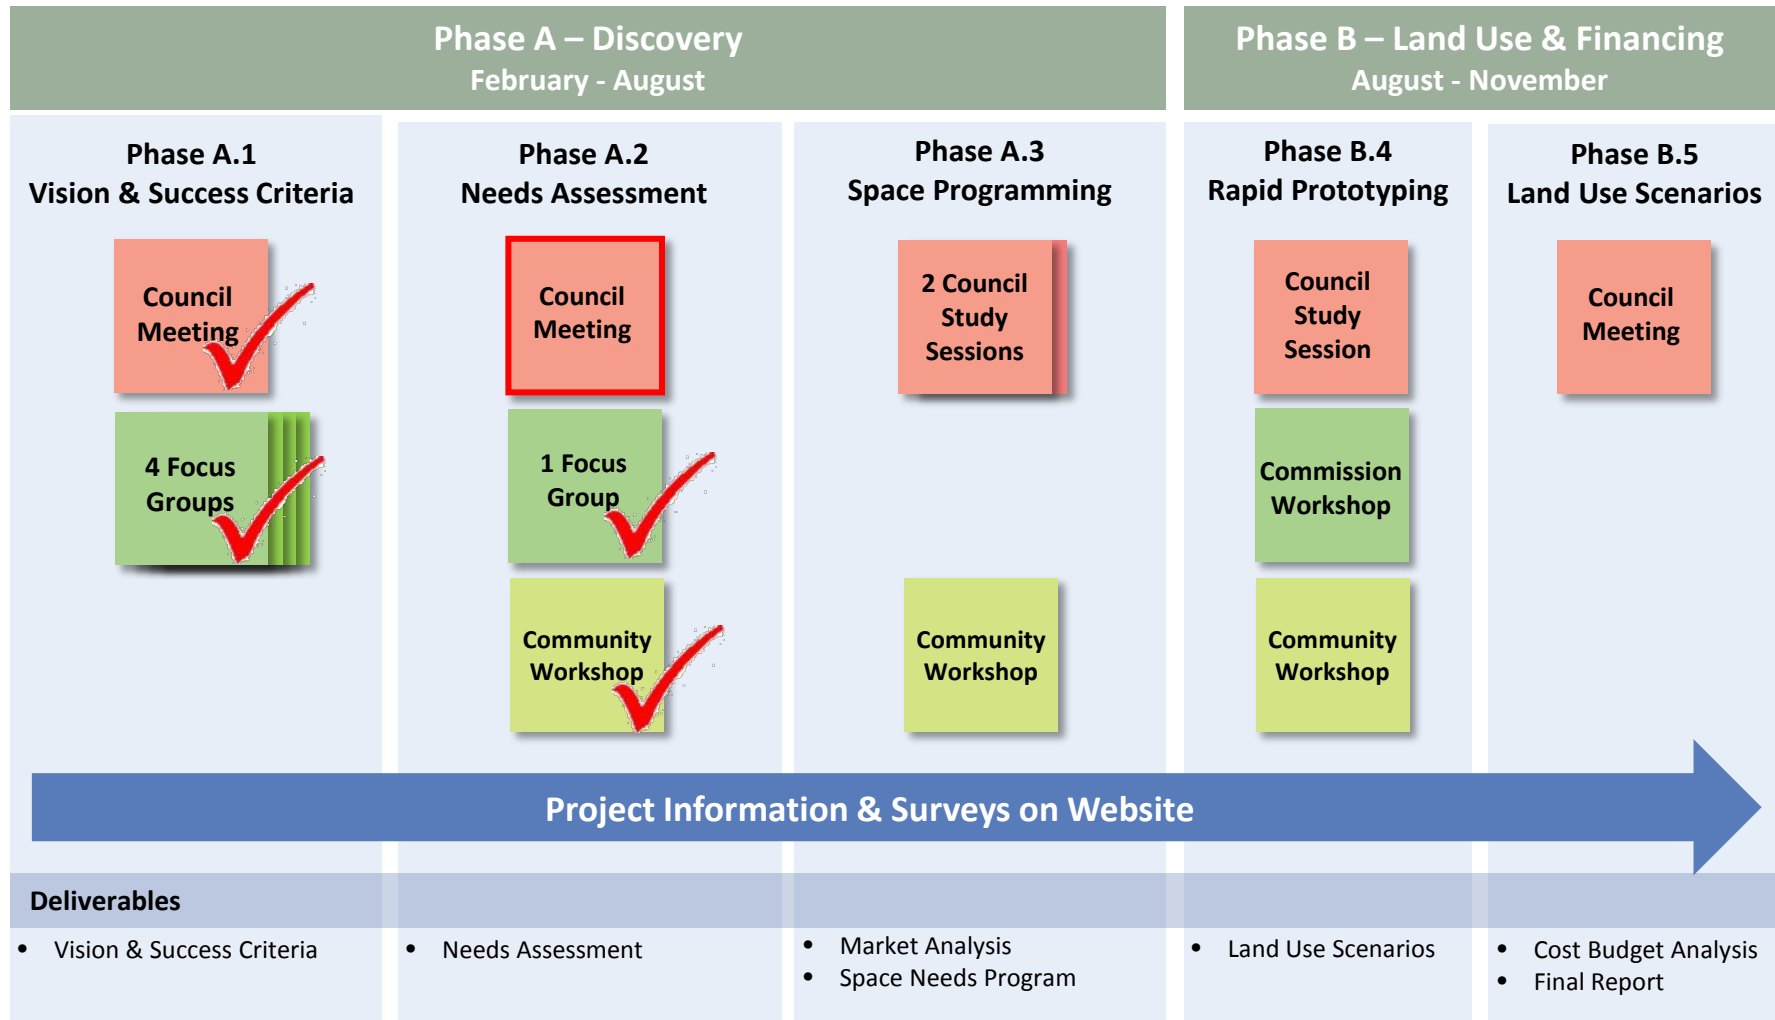 Phase A – Discovery
February - August
Phase B – Land Use & Financing
August - November
Phase A.1
Vision & Success Criteria
Phase A.2
Needs Assessment
Phase A.3
Space Programming
Phase B.4
Rapid Prototyping
Phase B.5
Land Use Scenarios
Council
Meeting
Council
Meeting
2 Council
Study
Sessions
Council
Study
Session
Council
Meeting
4 Focus
Groups
1 Focus
Group
Commission
Workshop
Community
Workshop
Community
Workshop
Community
Workshop
Project Information & Surveys on Website
Deliverables
• Vision & Success Criteria
• Needs Assessment
• Market Analysis
• Space Needs Program
• Land Use Scenarios
• Cost Budget Analysis
• Final Report